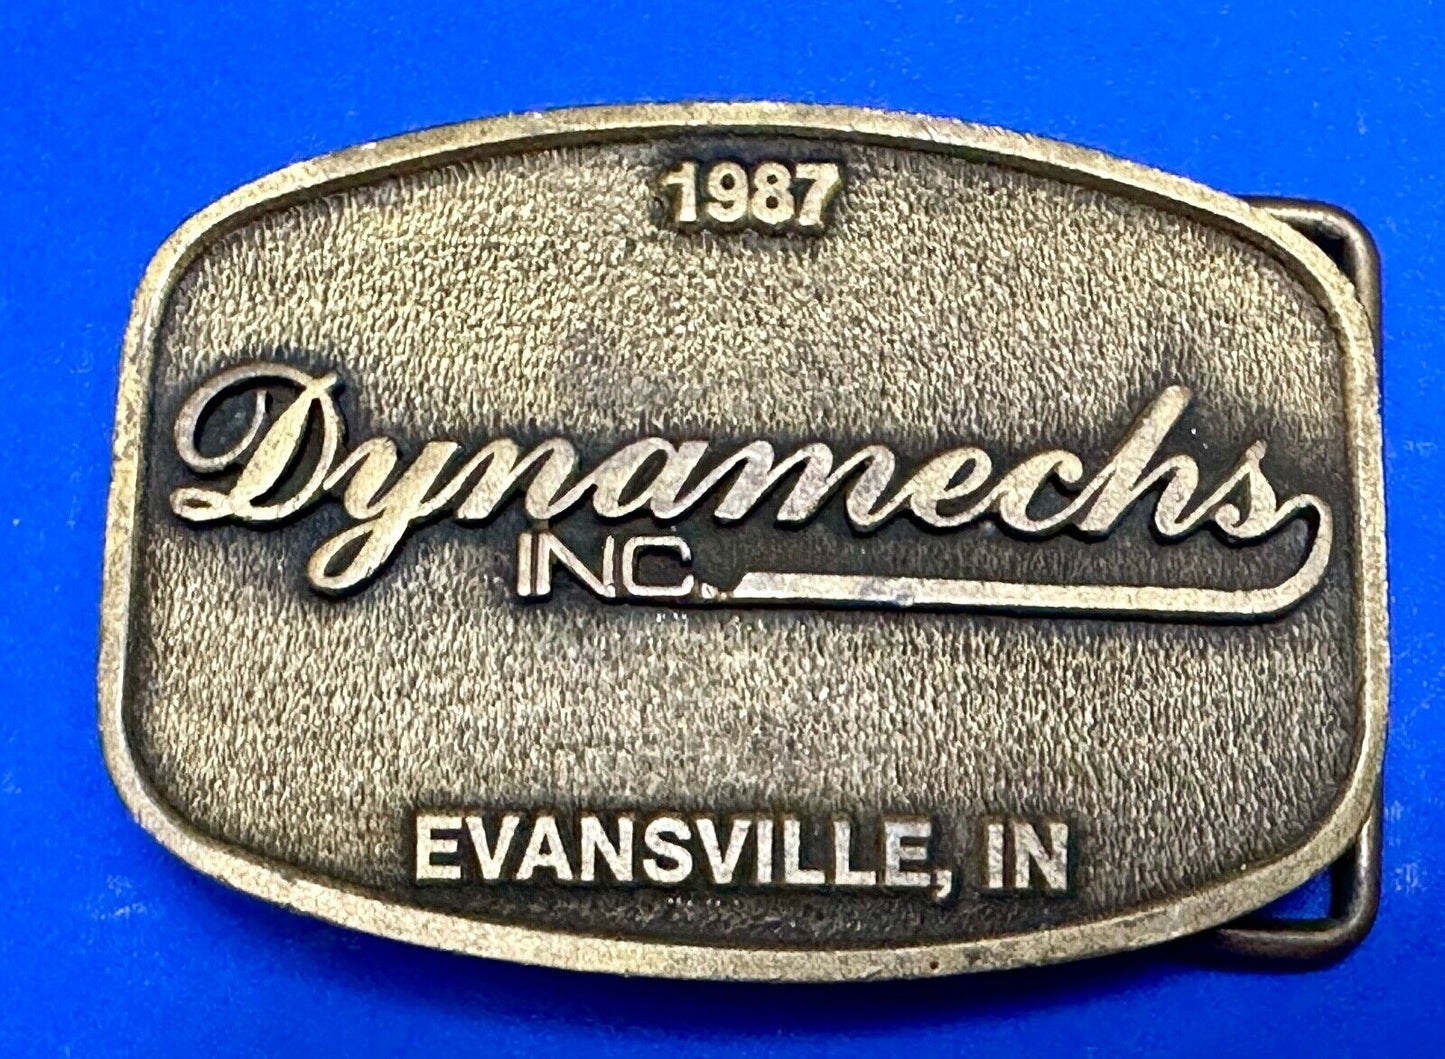 1987
Dynamechs
INC.
EVANSVILLE, IN